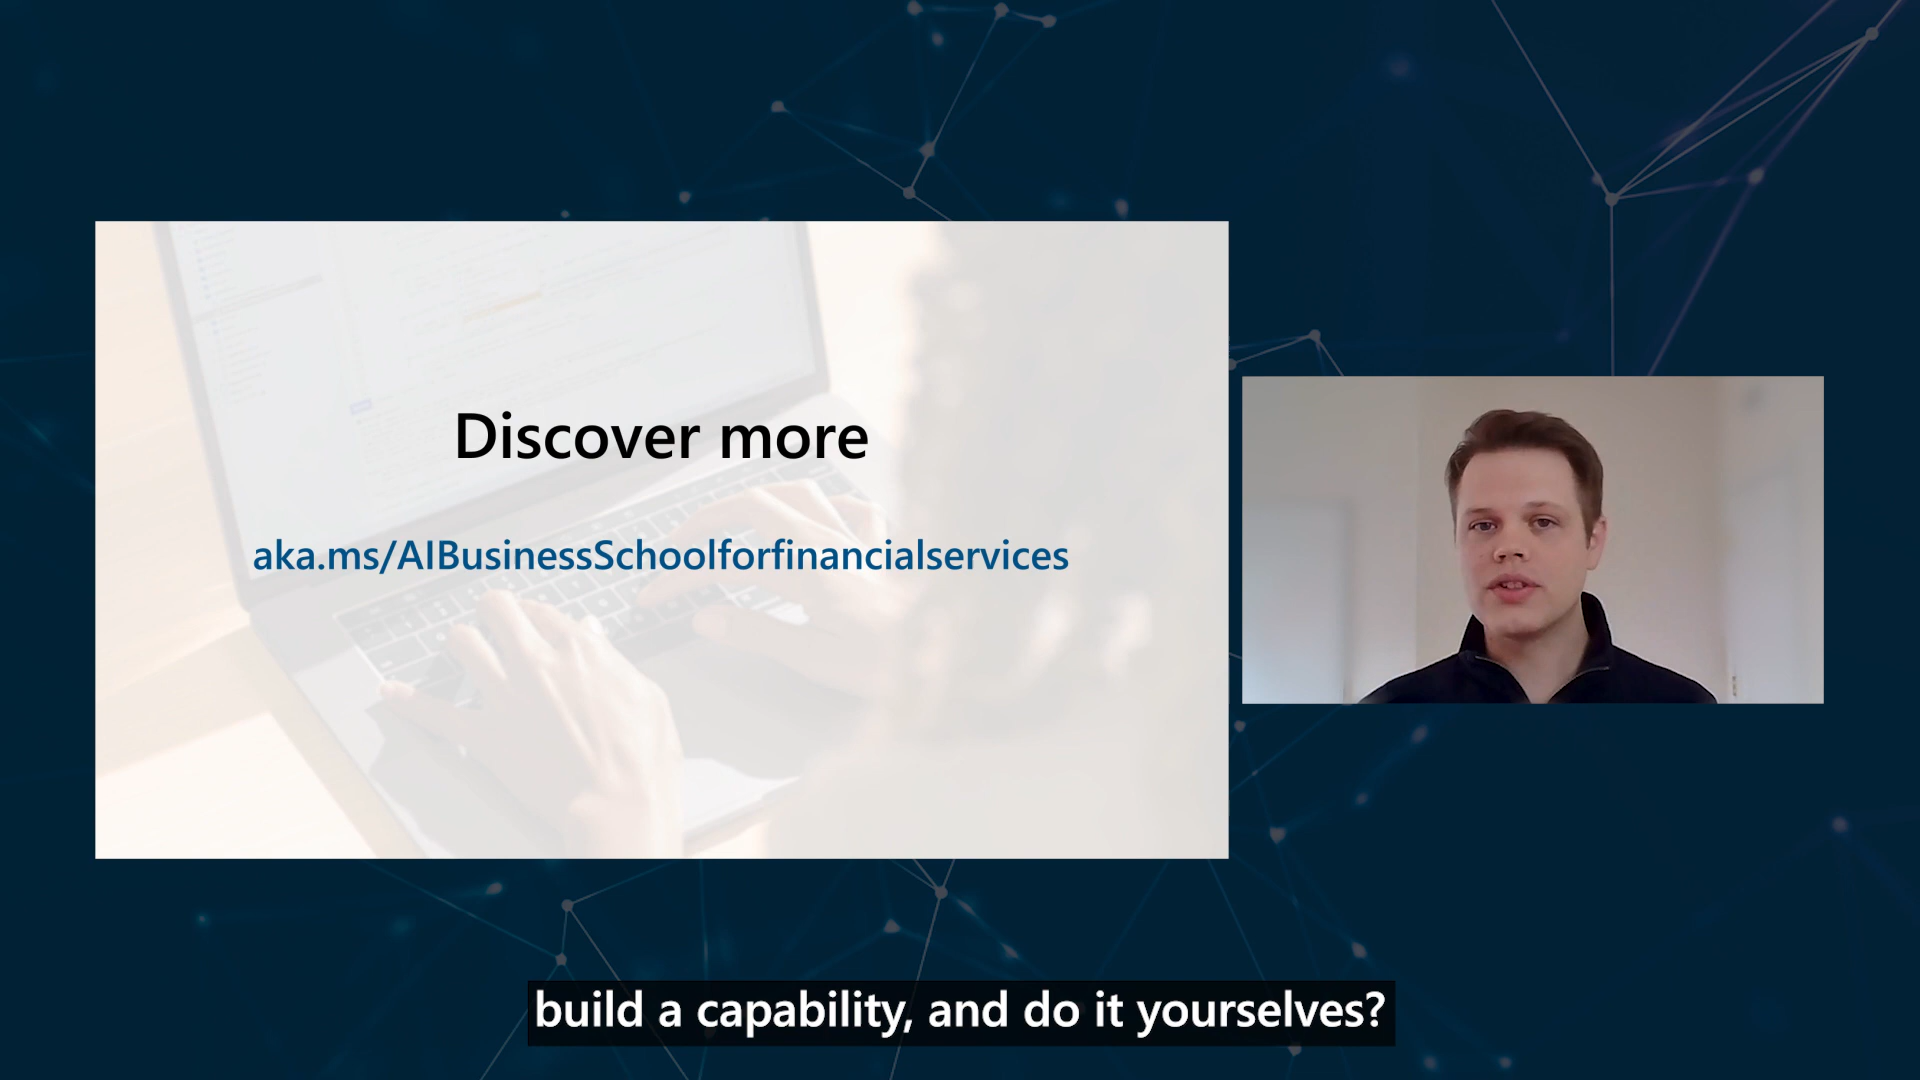 Discover more
aka.ms/AIBusinessSchoolforfinancialservices
build a capability, and do it yourselves?